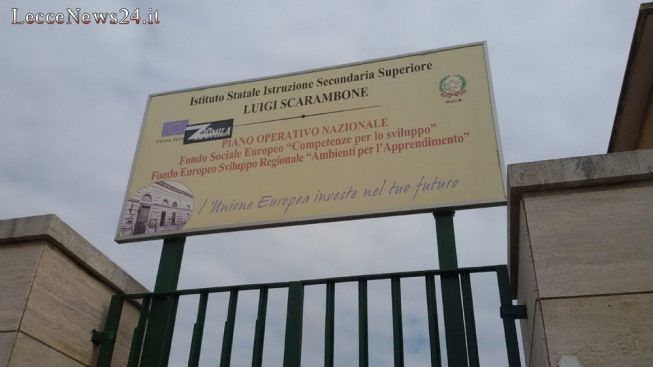 LecceNews24.it
Istituto Statale Istruzione Secondaria Superiore
LUIGI SCARAMBONE
PIANO OPERATIVO NAZIONALE
Fondo Sociale Europeo "Competenze per lo sviluppo"
Fondo Europeo Sviluppo Regionale "Ambienti per l'Apprendimento"
l'Unione Europea investe nel tuo futuro